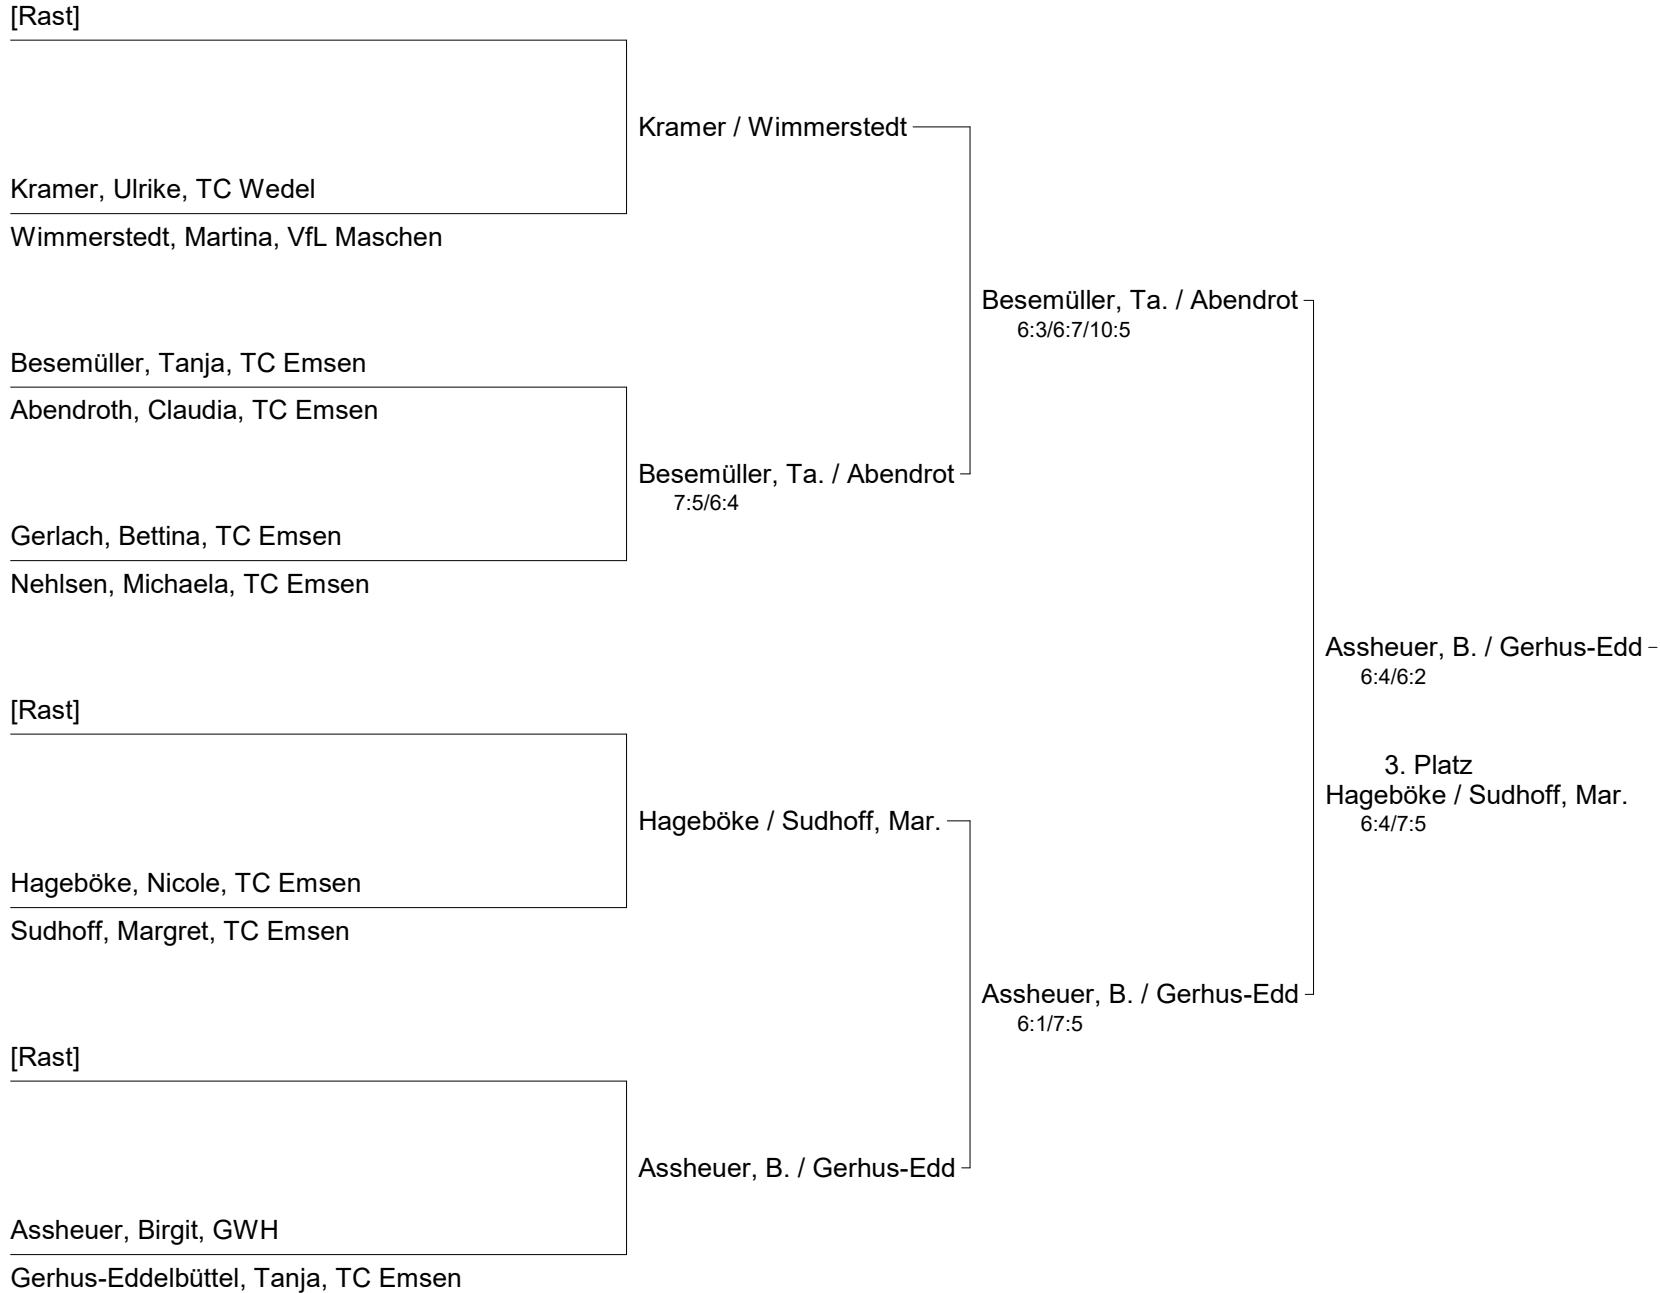 [Rast]
Kramer / Wimmerstedt
Kramer, Ulrike, TC Wedel
Wimmerstedt, Martina, VfL Maschen
Besemüller, Ta. / Abendrot
6:3/6:7/10:5
Besemüller, Tanja, TC Emsen
Abendroth, Claudia, TC Emsen
Besemüller, Ta. / Abendrot
7:5/6:4
Gerlach, Bettina, TC Emsen
Nehlsen, Michaela, TC Emsen
Assheuer, B. / Gerhus-Edd
6:4/6:2
[Rast]
3. Platz
Hageböke / Sudhoff, Mar.
6:4/7:5
Hageböke / Sudhoff, Mar.
Hageböke, Nicole, TC Emsen
Sudhoff, Margret, TC Emsen
Assheuer, B. / Gerhus-Edd
6:1/7:5
[Rast]
Assheuer, B. / Gerhus-Edd
Assheuer, Birgit, GWH
Gerhus-Eddelbüttel, Tanja, TC Emsen